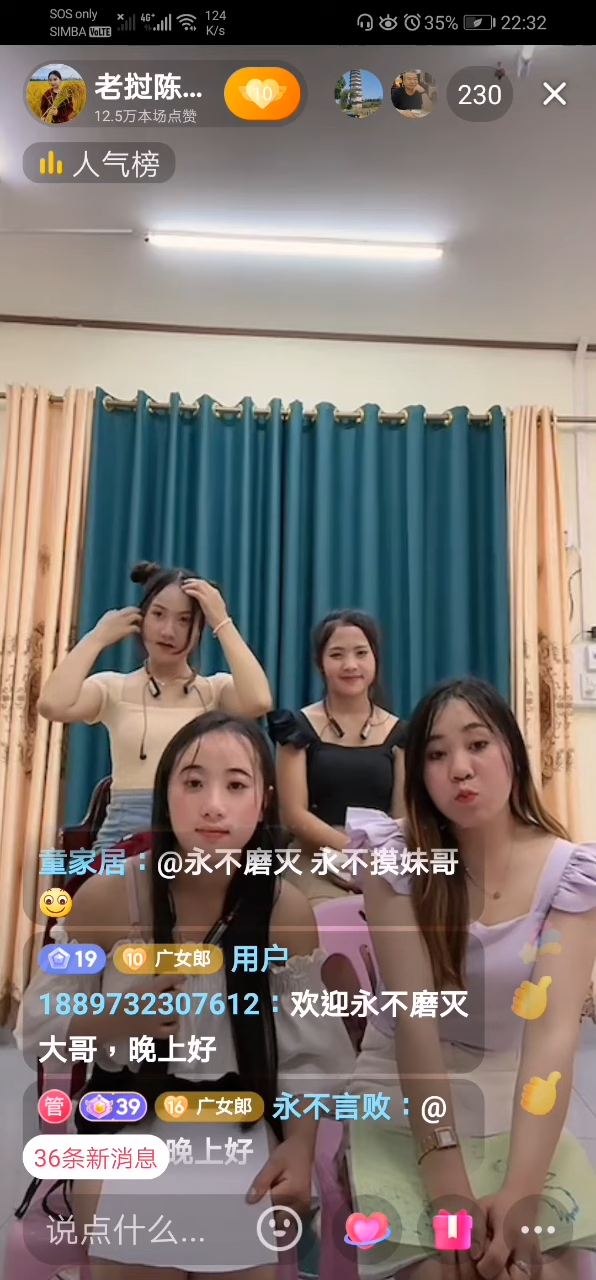 SOS only
SIMBA VoLTE
4G+
124
K/s
35%
22:32
老挝陈...
12.5万本场点赞
10
230
人气榜
童家居：@永不磨灭 永不摸妹哥
19 10 广女郎 用户
1889732307612：欢迎永不磨灭
大哥，晚上好
管 39 16 广女郎 永不言败：@
晚上好
36条新消息
说点什么...